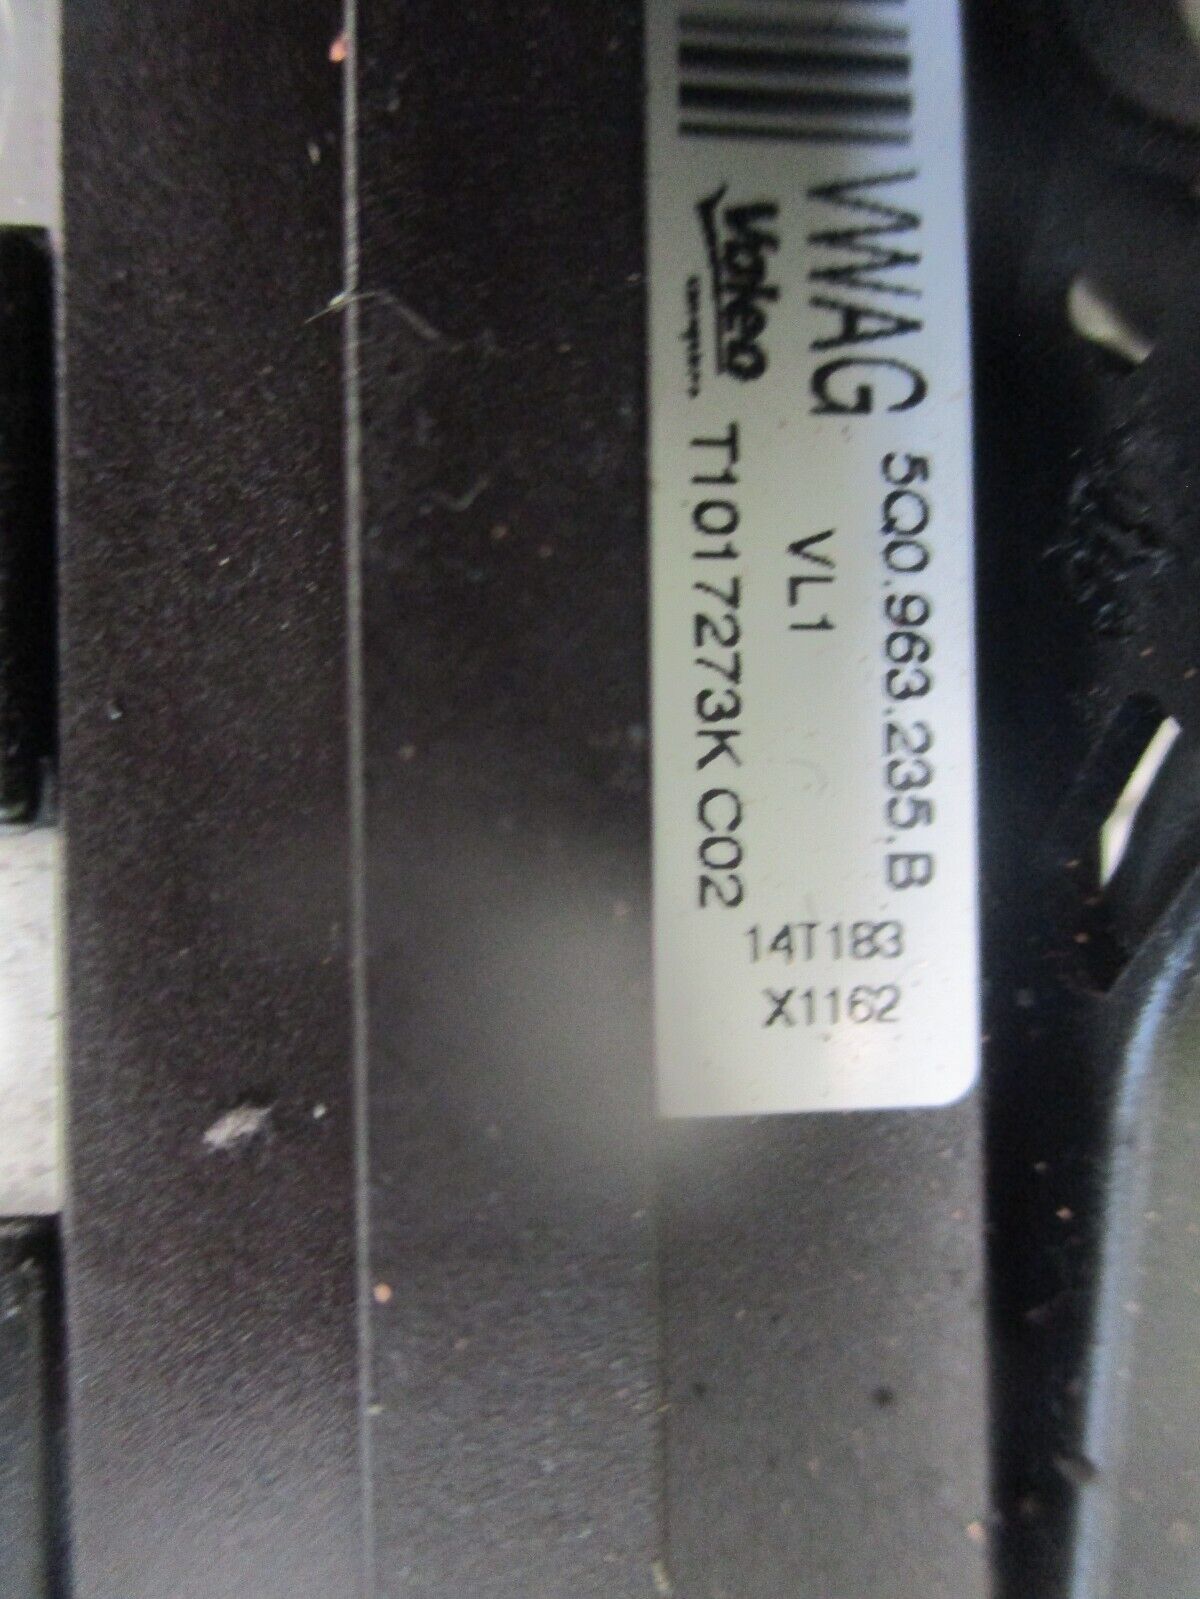 VWAG 5Q0.963.235.B
VL1
Valeo T1017273K C02
14T183
X1162